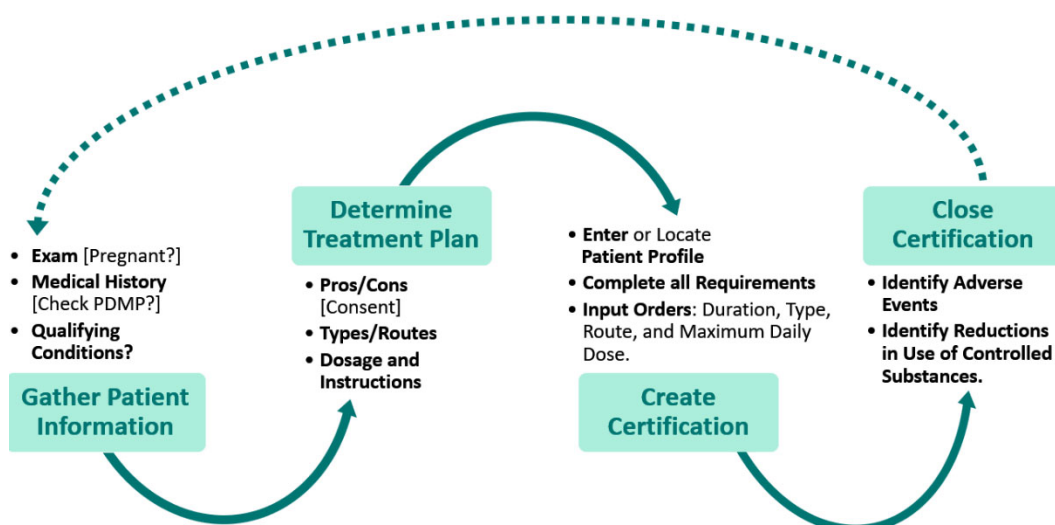 • Exam [Pregnant?]
• Medical History
[Check PDMP?]
• Qualifying
Conditions?
Gather Patient
Information
Determine
Treatment Plan
• Pros/Cons
[Consent]
• Types/Routes
• Dosage and
Instructions
• Enter or Locate
Patient Profile
• Complete all Requirements
• Input Orders: Duration, Type,
Route, and Maximum Daily
Dose.
Create
Certification
Close
Certification
• Identify Adverse
Events
• Identify Reductions
in Use of Controlled
Substances.